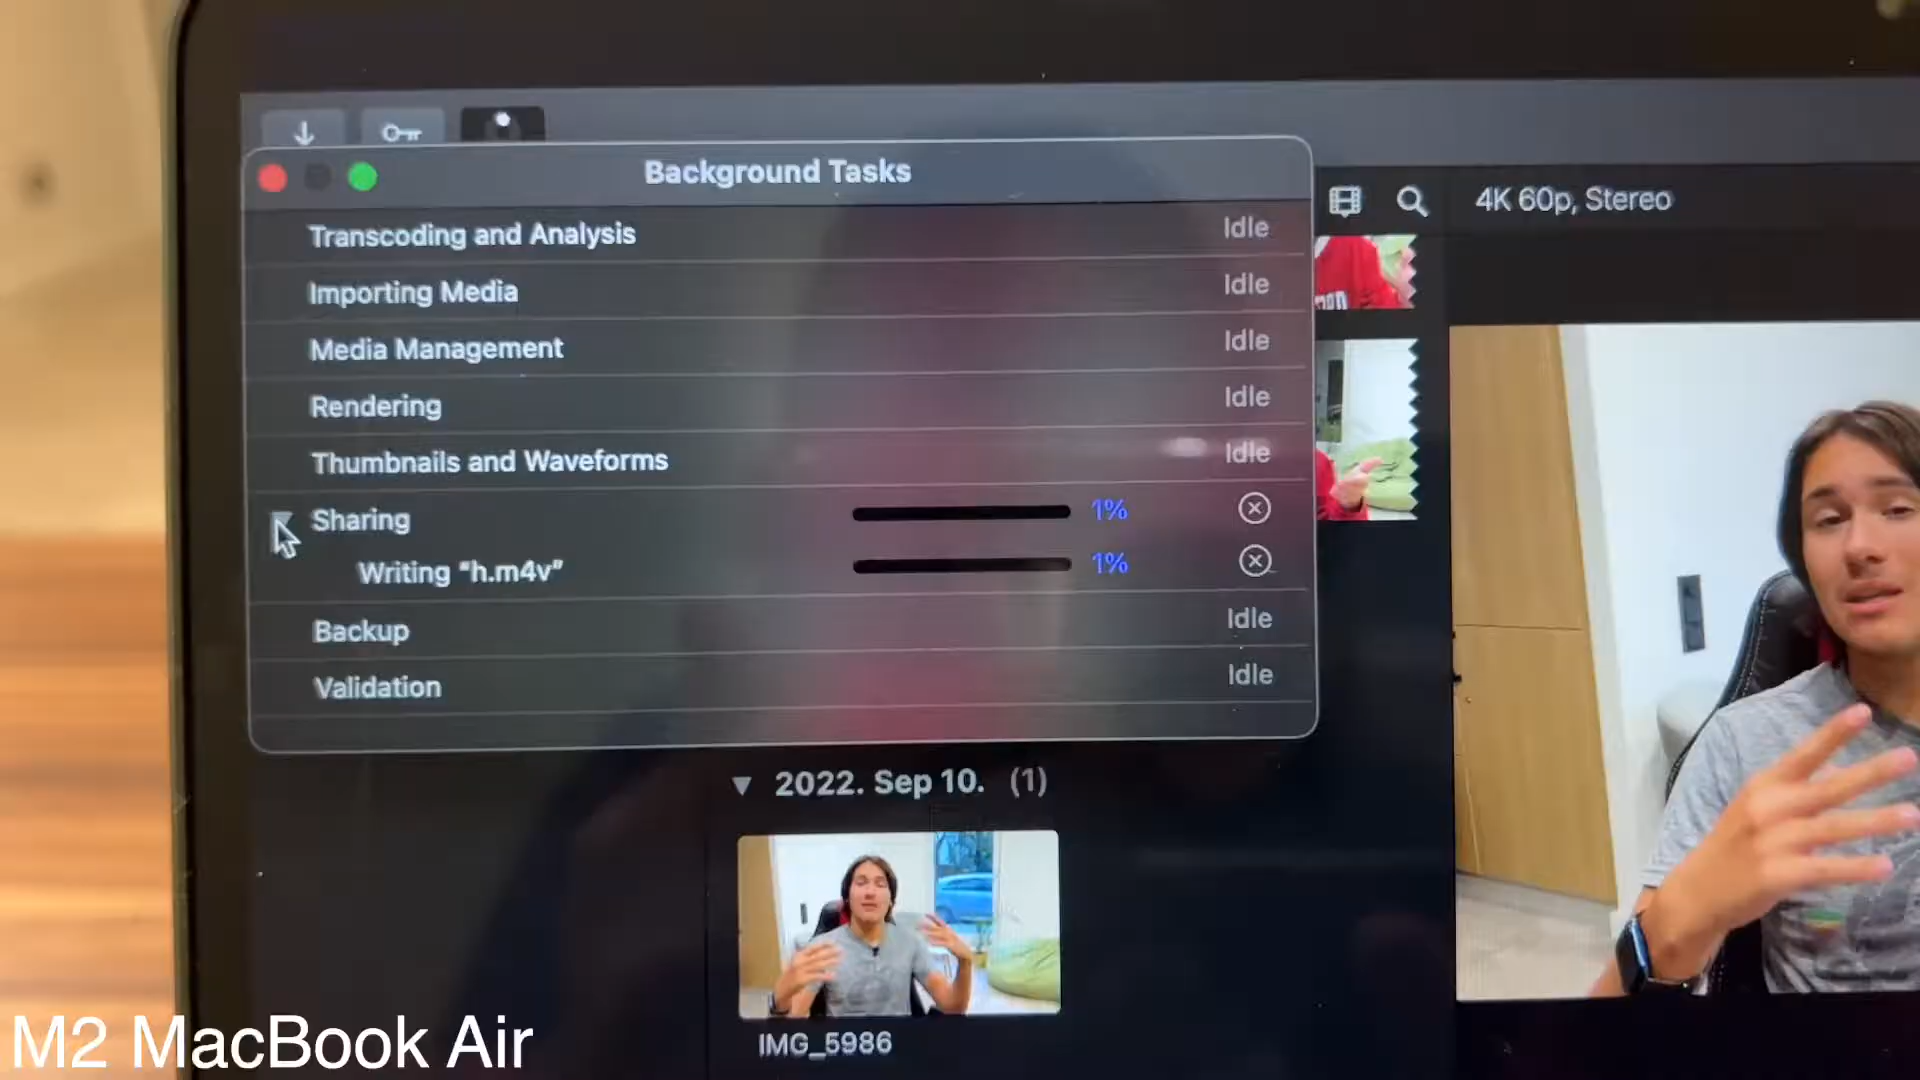 Background Tasks
Transcoding and Analysis Idle
Importing Media Idle
Media Management Idle
Rendering Idle
Thumbnails and Waveforms Idle
Sharing 1%
Writing “h.m4v” 1%
Backup Idle
Validation Idle
4K 60p, Stereo
2022. Sep 10. (1)
IMG_5986
M2 MacBook Air